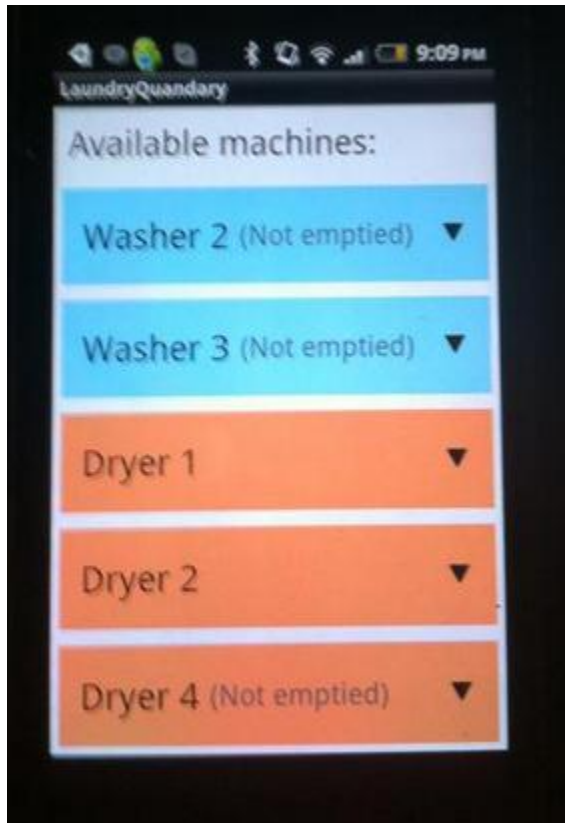 9:09 PM
LaundryQuandary
Available machines:
Washer 2 (Not emptied)
Washer 3 (Not emptied)
Dryer 1
Dryer 2
Dryer 4 (Not emptied)